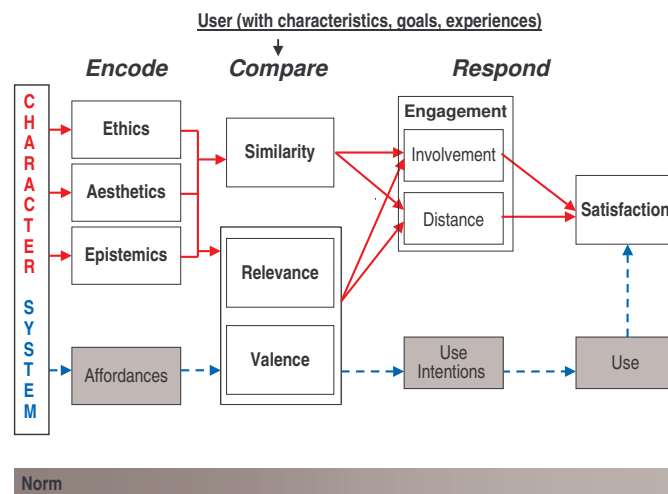 User (with characteristics, goals, experiences)
Encode
Compare
Respond
CHARACTER
SYSTEM
Ethics
Aesthetics
Epistemics
Affordances
Similarity
Relevance
Valence
Engagement
Involvement
Distance
Use
Intentions
Satisfaction
Use
Norm